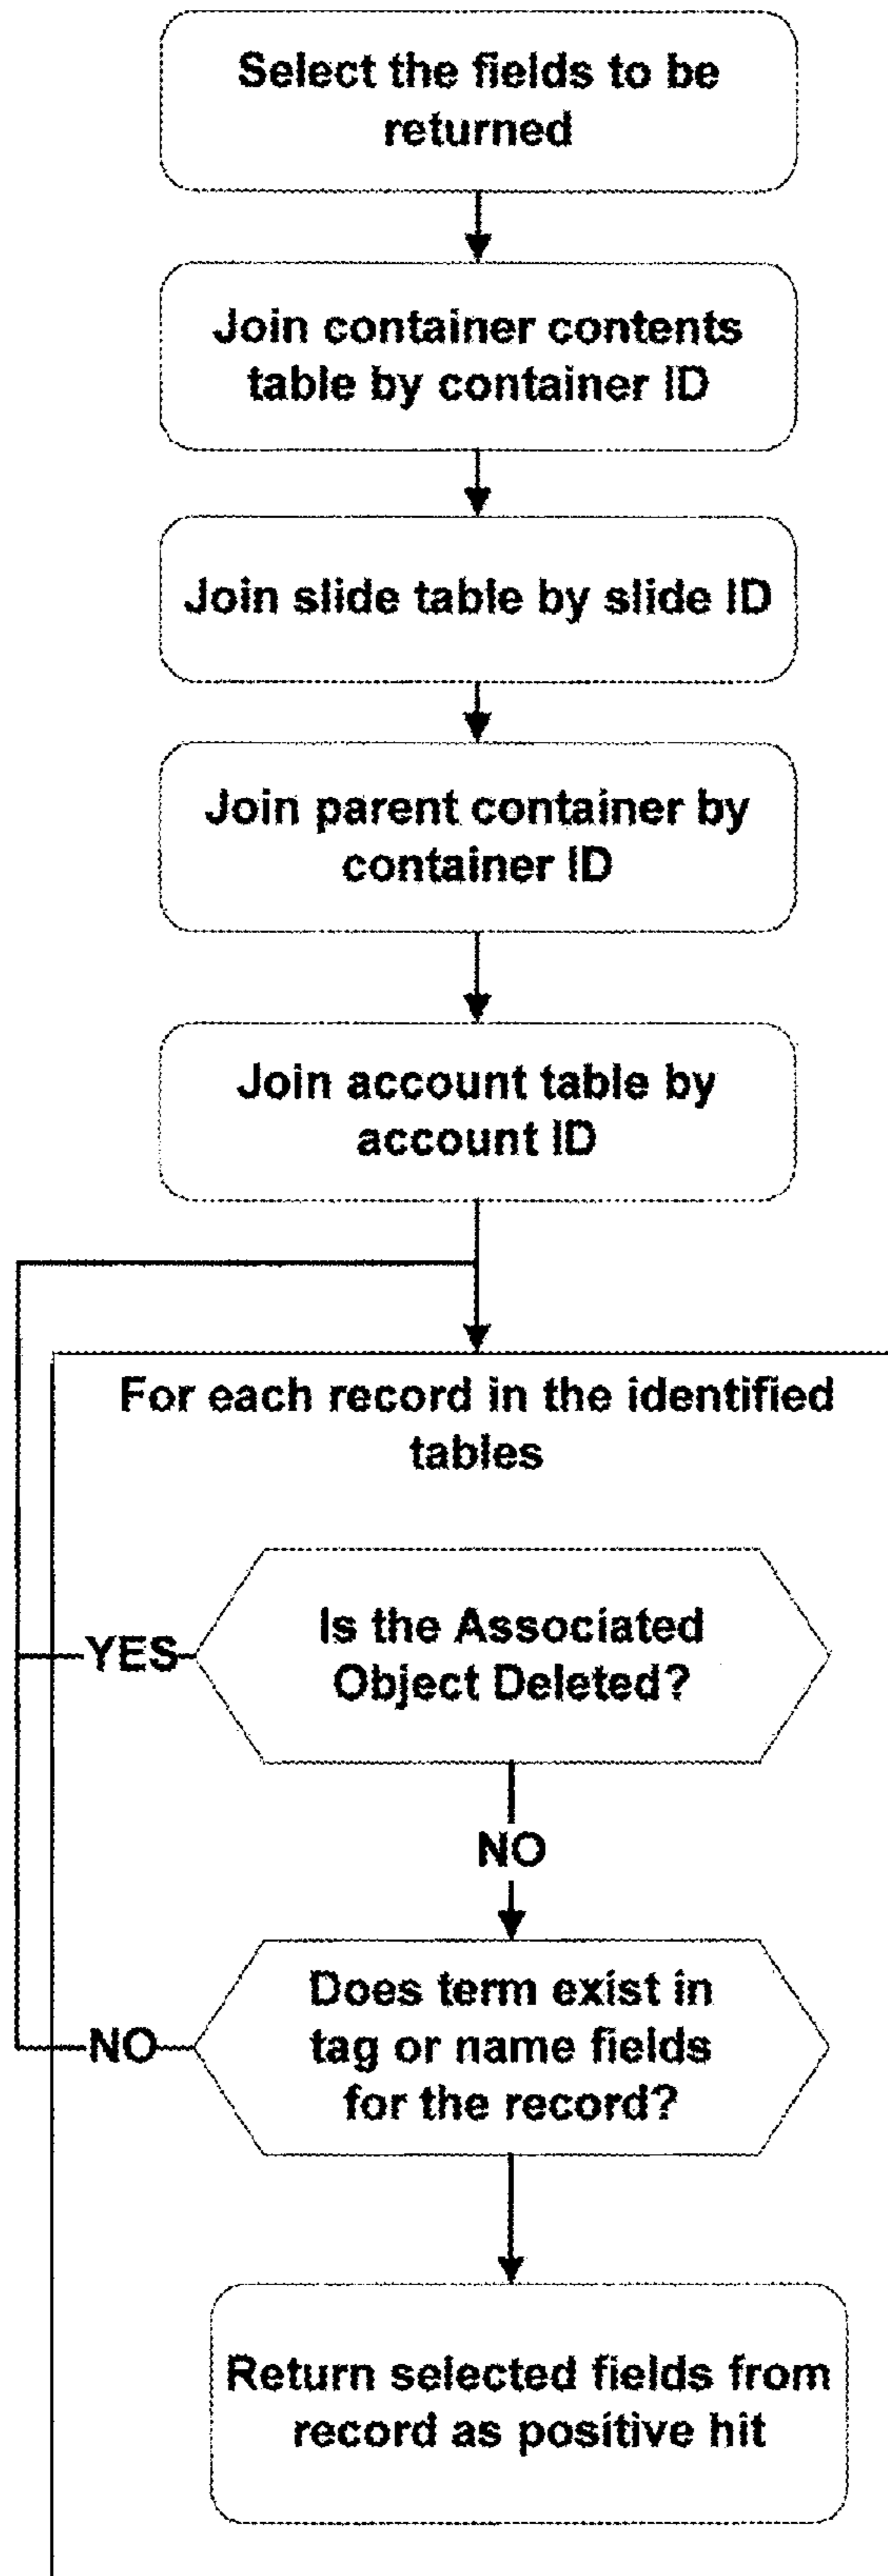 Select the fields to be
returned
Join container contents
table by container ID
Join slide table by slide ID
Join parent container by
container ID
Join account table by
account ID
For each record in the identified
tables
Is the Associated
Object Deleted?
YES
NO
Does term exist in
tag or name fields
for the record?
NO
Return selected fields from
record as positive hit